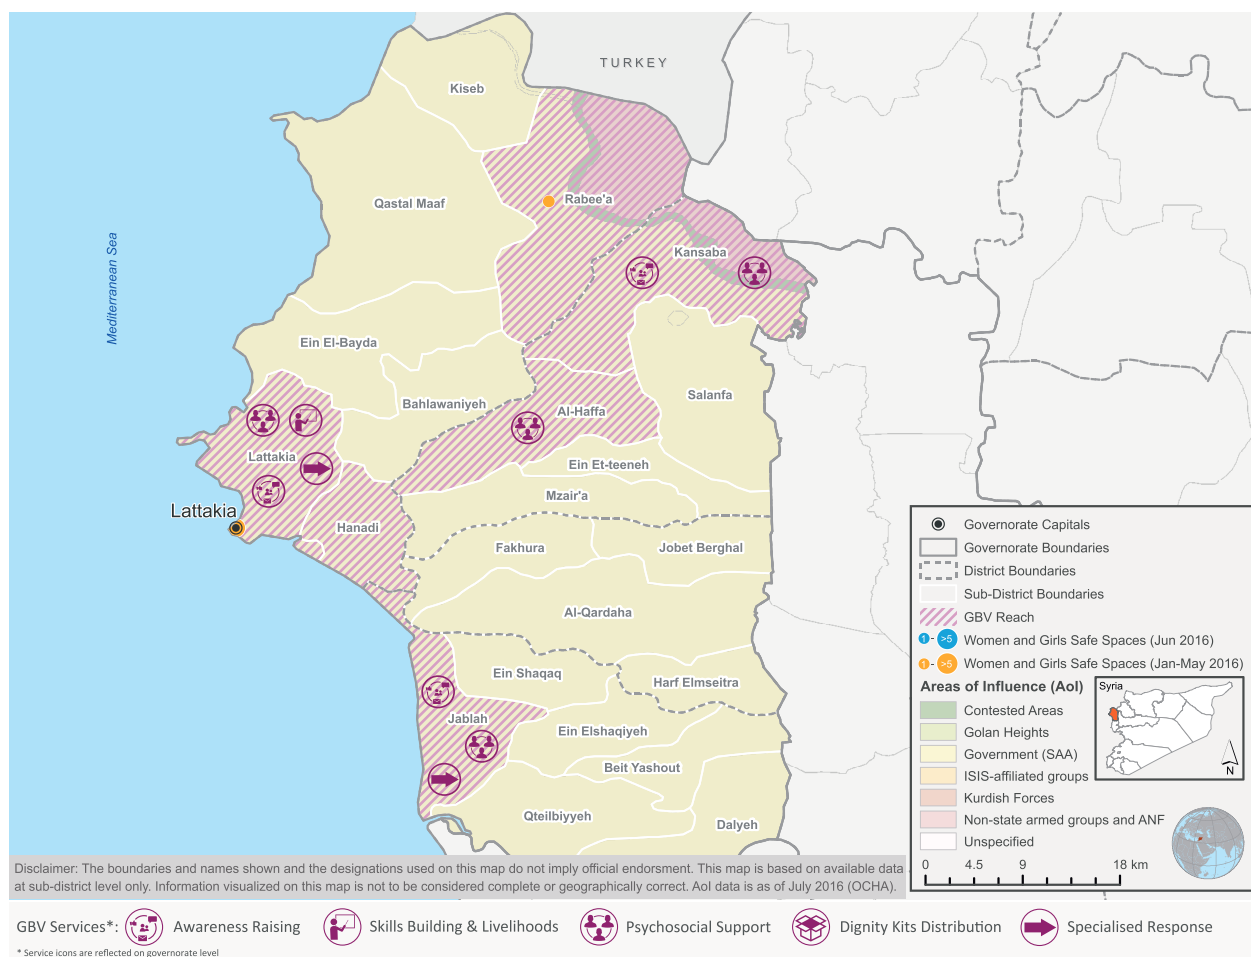 TURKEY
Kiseb
Qastal Maaf
Rabee'a
Kansaba
Mediterranean Sea
Ein El-Bayda
Bahlawaniyeh
Salanfa
Al-Haffa
Lattakia
Ein Et-teeneh
Mzair'a
Lattakia
Hanadi
Fakhura
Jobet Berghal
Al-Qardaha
Ein Shaqaq
Harf Elmseitra
Jablah
Ein Elshaqiyeh
Beit Yashout
Qteilbiyyeh
Dalyeh
Governorate Capitals
Governorate Boundaries
District Boundaries
Sub-District Boundaries
GBV Reach
1 - >5 Women and Girls Safe Spaces (Jun 2016)
1 - >5 Women and Girls Safe Spaces (Jan-May 2016)
Areas of Influence (AoI)
Contested Areas
Golan Heights
Government (SAA)
ISIS-affiliated groups
Kurdish Forces
Non-state armed groups and ANF
Unspecified
Syria
N
0 4.5 9 18 km
Disclaimer: The boundaries and names shown and the designations used on this map do not imply official endorsment. This map is based on available data
at sub-district level only. Information visualized on this map is not to be considered complete or geographically correct. AoI data is as of July 2016 (OCHA).
GBV Services*: Awareness Raising Skills Building & Livelihoods Psychosocial Support Dignity Kits Distribution Specialised Response
* Service icons are reflected on governorate level